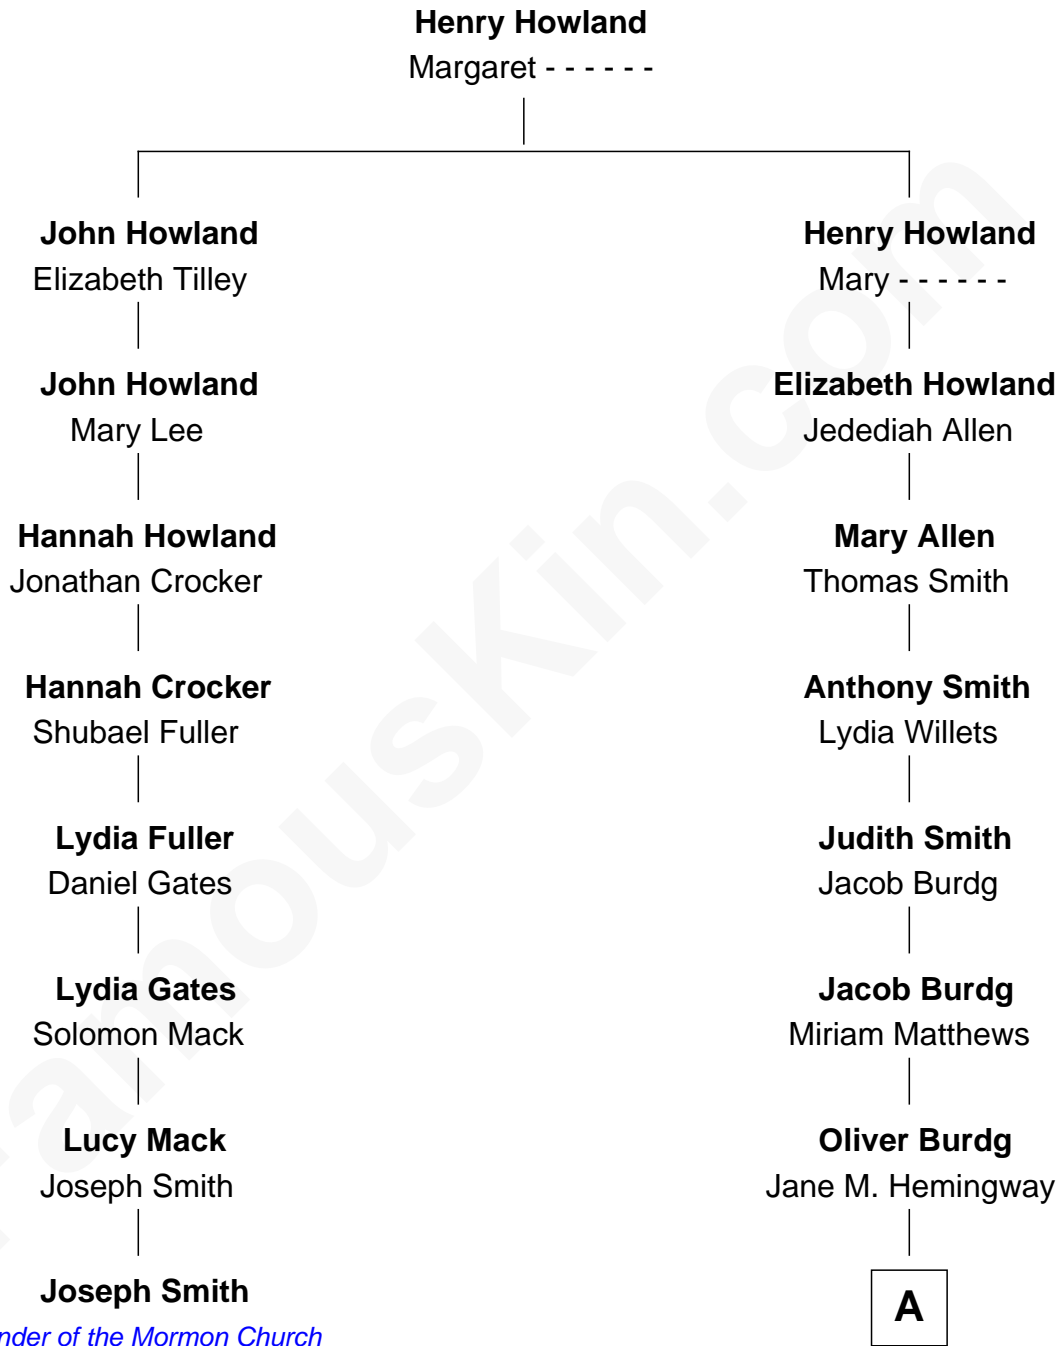 Henry Howland
Margaret - - - - - -
John Howland
Elizabeth Tilley
Henry Howland
Mary - - - - - -
John Howland
Mary Lee
Elizabeth Howland
Jedediah Allen
Hannah Howland
Jonathan Crocker
Mary Allen
Thomas Smith
Hannah Crocker
Shubael Fuller
Anthony Smith
Lydia Willets
Lydia Fuller
Daniel Gates
Judith Smith
Jacob Burdg
Lydia Gates
Solomon Mack
Jacob Burdg
Miriam Matthews
Lucy Mack
Joseph Smith
Oliver Burdg
Jane M. Hemingway
Joseph Smith
nder of the Mormon Church
A
FamousKin.com